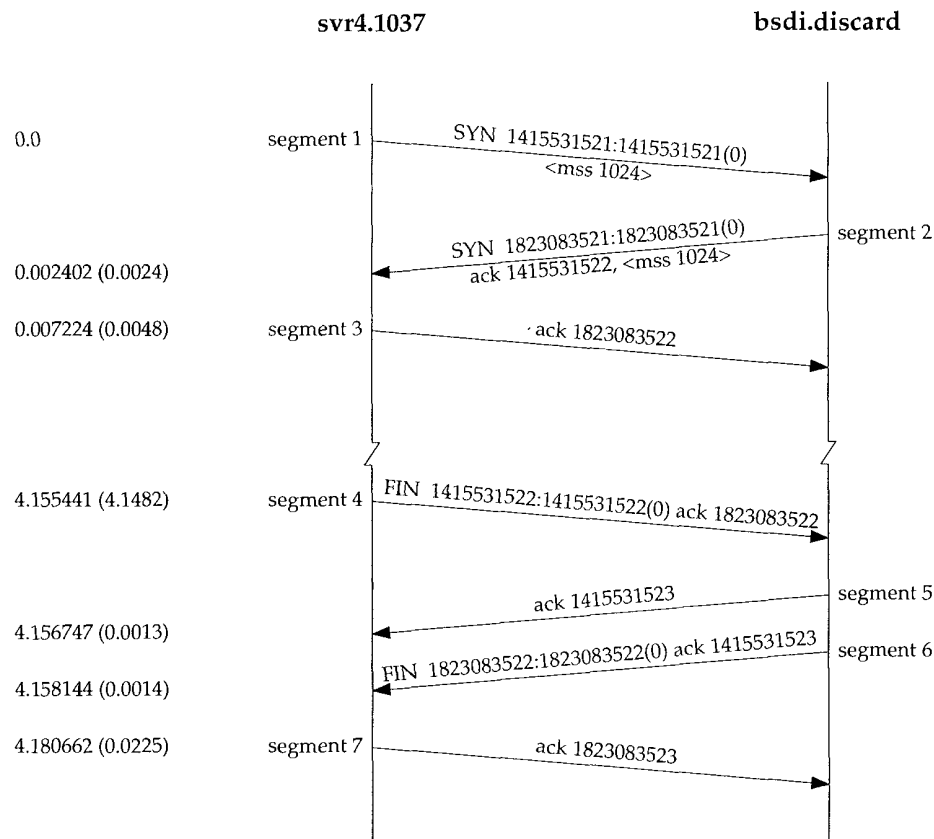 svr4.1037 bsdi.discard
0.0 segment 1 SYN 1415531521:1415531521(0)
<mss 1024>
SYN 1823083521:1823083521(0) segment 2
0.002402 (0.0024) ack 1415531522, <mss 1024>
0.007224 (0.0048) segment 3 ack 1823083522
4.155441 (4.1482) segment 4 FIN 1415531522:1415531522(0) ack 1823083522
ack 1415531523 segment 5
4.156747 (0.0013)
FIN 1823083522:1823083522(0) ack 1415531523 segment 6
4.158144 (0.0014)
4.180662 (0.0225) segment 7 ack 1823083523